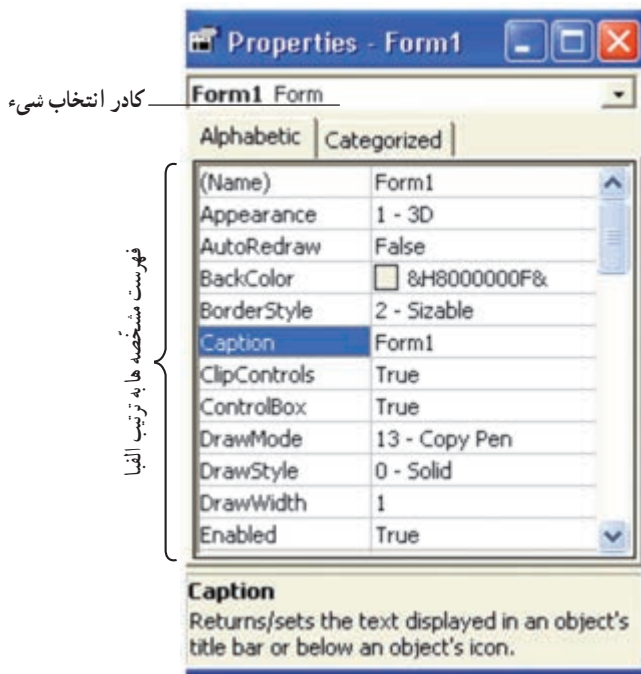 Properties - Form1
کادر انتخاب شیء
Form1 Form
Alphabetic Categorized
فهرست مشخّصه ها به ترتیب الفبا
(Name) Form1
Appearance 1 - 3D
AutoRedraw False
BackColor &H8000000F&
BorderStyle 2 - Sizable
Caption Form1
ClipControls True
ControlBox True
DrawMode 13 - Copy Pen
DrawStyle 0 - Solid
DrawWidth 1
Enabled True
Caption
Returns/sets the text displayed in an object's
title bar or below an object's icon.